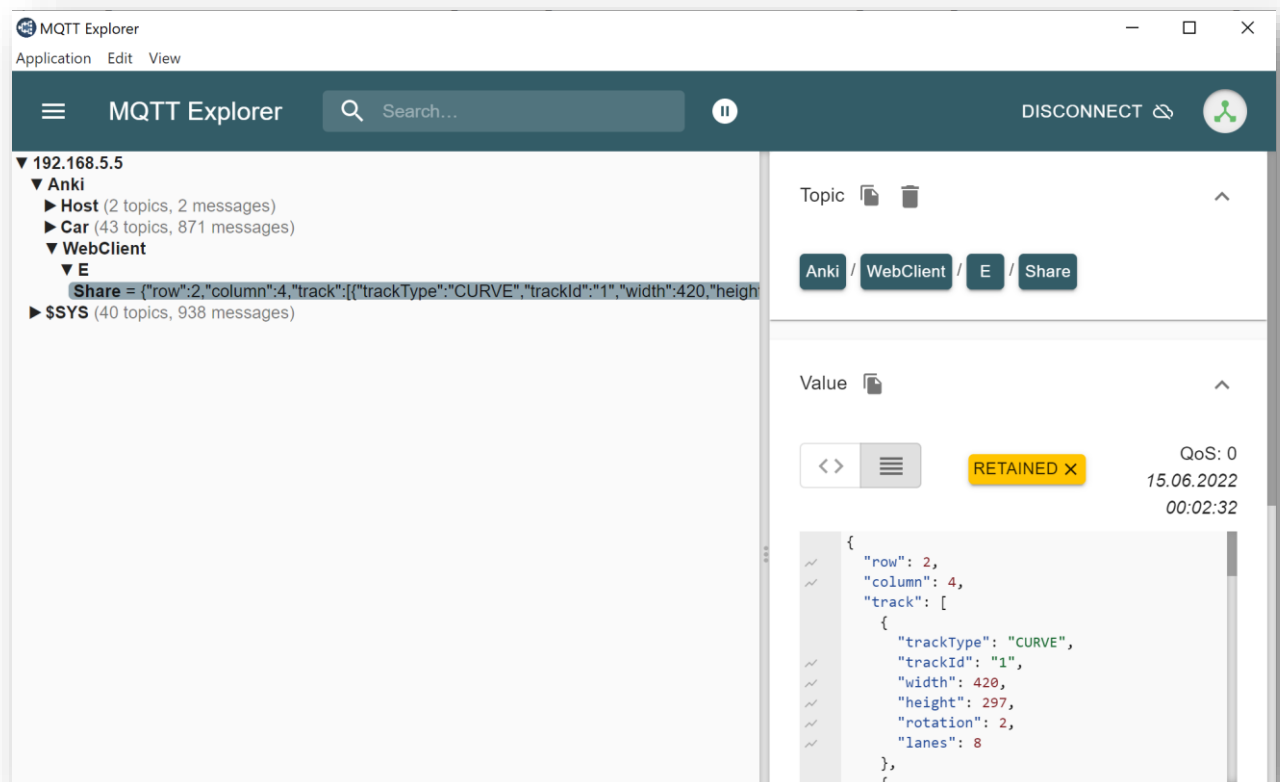 MQTT Explorer
Application Edit View
MQTT Explorer
Search...
DISCONNECT
▼ 192.168.5.5
▼ Anki
▶ Host (2 topics, 2 messages)
▶ Car (43 topics, 871 messages)
▼ WebClient
▼ E
Share = {"row":2,"column":4,"track":[{"trackType":"CURVE","trackId":"1","width":420,"heigh
▶ $SYS (40 topics, 938 messages)
Topic
Anki / WebClient / E / Share
Value
RETAINED
QoS: 0
15.06.2022
00:02:32
{
"row": 2,
"column": 4,
"track": [
{
"trackType": "CURVE",
"trackId": "1",
"width": 420,
"height": 297,
"rotation": 2,
"lanes": 8
},
{